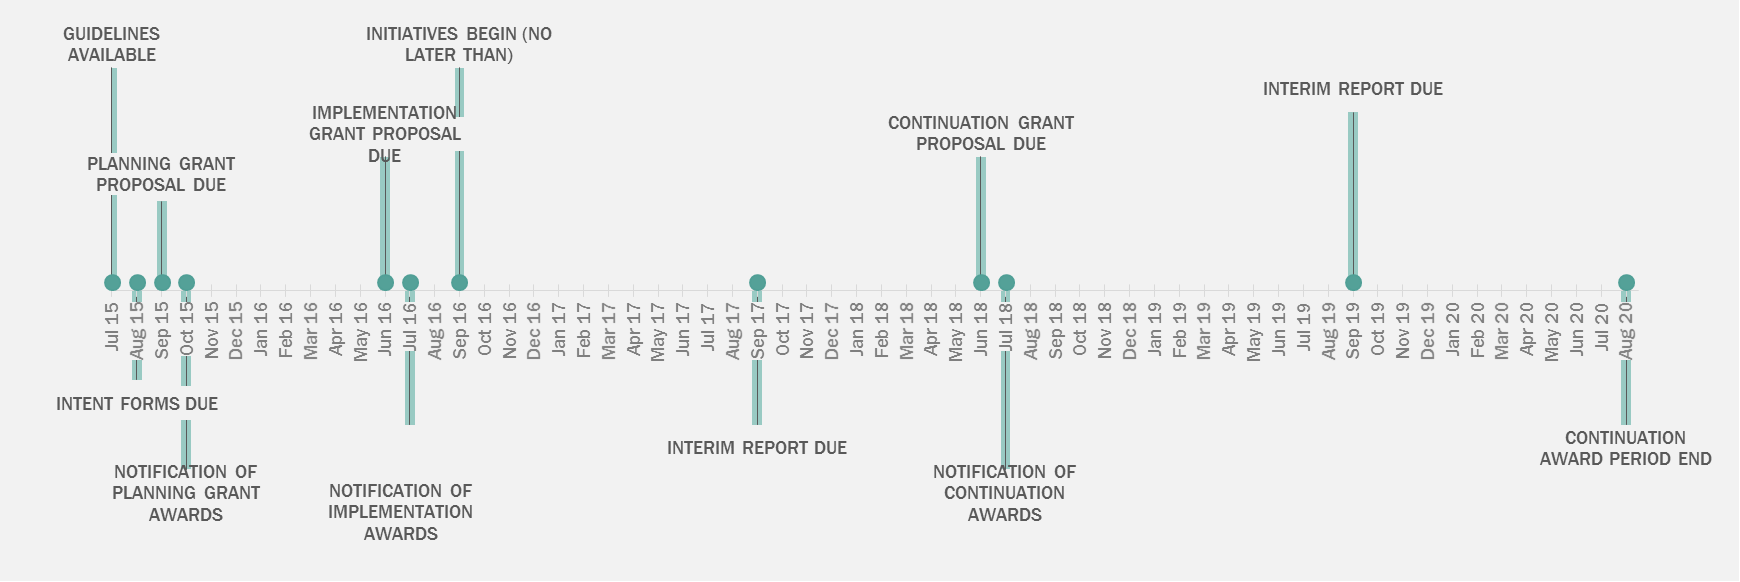 GUIDELINES
AVAILABLE
INITIATIVES BEGIN (NO
LATER THAN)
INTERIM REPORT DUE
IMPLEMENTATION
GRANT PROPOSAL
DUE
CONTINUATION GRANT
PROPOSAL DUE
PLANNING GRANT
PROPOSAL DUE
Jul 15
Aug 15
Sep 15
Oct 15
Nov 15
Dec 15
Jan 16
Feb 16
Mar 16
Apr 16
May 16
Jun 16
Jul 16
Aug 16
Sep 16
Oct 16
Nov 16
Dec 16
Jan 17
Feb 17
Mar 17
Apr 17
May 17
Jun 17
Jul 17
Aug 17
Sep 17
Oct 17
Nov 17
Dec 17
Jan 18
Feb 18
Mar 18
Apr 18
May 18
Jun 18
Jul 18
Aug 18
Sep 18
Oct 18
Nov 18
Dec 18
Jan 19
Feb 19
Mar 19
Apr 19
May 19
Jun 19
Jul 19
Aug 19
Sep 19
Oct 19
Nov 19
Dec 19
Jan 20
Feb 20
Mar 20
Apr 20
May 20
Jun 20
Jul 20
Aug 20
INTENT FORMS DUE
NOTIFICATION OF
PLANNING GRANT
AWARDS
NOTIFICATION OF
IMPLEMENTATION
AWARDS
INTERIM REPORT DUE
NOTIFICATION OF
CONTINUATION
AWARDS
CONTINUATION
AWARD PERIOD END